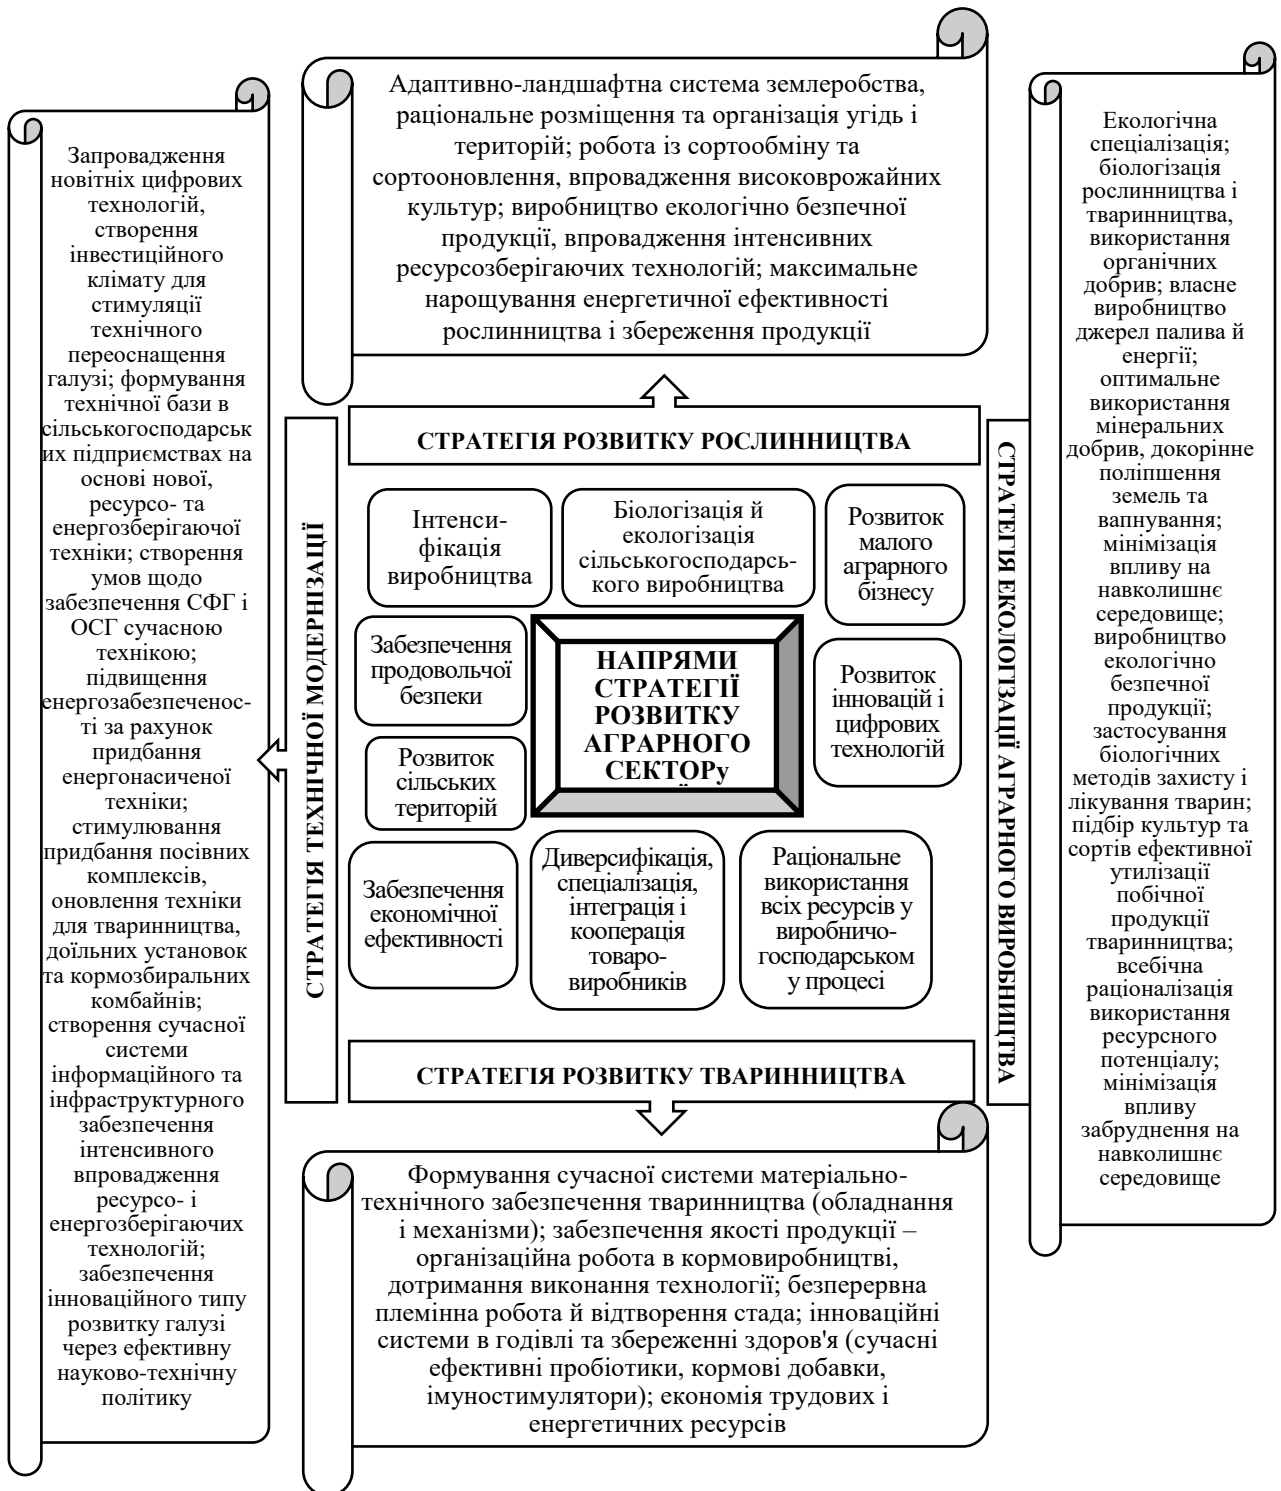 Адаптивно-ландшафтна система землеробства,
раціональне розміщення та організація угідь і
територій; робота із сортообміну та
сортооновлення, впровадження високоврожайних
культур; виробництво екологічно безпечної
продукції, впровадження інтенсивних
ресурсозберігаючих технологій; максимальне
нарощування енергетичної ефективності
рослинництва і збереження продукції
Запровадження
новітніх цифрових
технологій,
створення
інвестиційного
клімату для
стимуляції
технічного
переоснащення
галузі; формування
технічної бази в
сільськогосподарськ
их підприємствах на
основі нової,
ресурсо- та
енергозберігаючої
техніки; створення
умов щодо
забезпечення СФГ і
ОСГ сучасною
технікою;
підвищення
енергозабезпеченос-
ті за рахунок
придбання
енергонасиченої
техніки;
стимулювання
придбання посівних
комплексів,
оновлення техніки
для тваринництва,
доїльних установок
та кормозбиральних
комбайнів;
створення сучасної
системи
інформаційного та
інфраструктурного
забезпечення
інтенсивного
впровадження
ресурсо- і
енергозберігаючих
технологій;
забезпечення
інноваційного типу
розвитку галузі
через ефективну
науково-технічну
політику
СТРАТЕГІЯ ТЕХНІЧНОЇ МОДЕРНІЗАЦІЇ
СТРАТЕГІЯ РОЗВИТКУ РОСЛИННИЦТВА
Інтенси-
фікація
виробництва
Біологізація й
екологізація
сільськогосподарсь-
кого виробництва
Розвиток
малого
аграрного
бізнесу
Забезпечення
продовольчої
безпеки
НАПРЯМИ
СТРАТЕГІЇ
РОЗВИТКУ
АГРАРНОГО
СЕКТОРу
Розвиток
інновацій і
цифрових
технологій
Розвиток
сільських
територій
Забезпечення
економічної
ефективності
Диверсифікація,
спеціалізація,
інтеграція і
кооперація
товаро-
виробників
Раціональне
використання
всіх ресурсів у
виробничо-
господарським
у процесі
СТРАТЕГІЯ РОЗВИТКУ ТВАРИННИЦТВА
СТРАТЕГІЯ ЕКОЛОГІЗАЦІЇ АГРАРНОГО ВИРОБНИЦТВА
Екологічна
спеціалізація;
біологізація
рослинництва і
тваринництва,
використання
органічних
добрив; власне
виробництво
джерел палива й
енергії;
оптимальне
використання
мінеральних
добрив, докорінне
поліпшення
земель та
вапнування;
мінімізація
впливу на
навколишнє
середовище;
виробництво
екологічно
безпечної
продукції;
застосування
біологічних
методів захисту і
лікування тварин;
підбір культур та
сортів ефективної
утилізації
побічної
продукції
тваринництва;
всебічна
раціоналізація
використання
ресурсного
потенціалу;
мінімізація
впливу
забруднення на
навколишнє
середовище
Формування сучасної системи матеріально-
технічного забезпечення тваринництва (обладнання
і механізми); забезпечення якості продукції –
організаційна робота в кормовиробництві,
дотримання виконання технології; безперервна
племінна робота й відтворення стада; інноваційні
системи в годівлі та збереженні здоров'я (сучасні
ефективні пробіотики, кормові добавки,
імуностимулятори); економія трудових і
енергетичних ресурсів